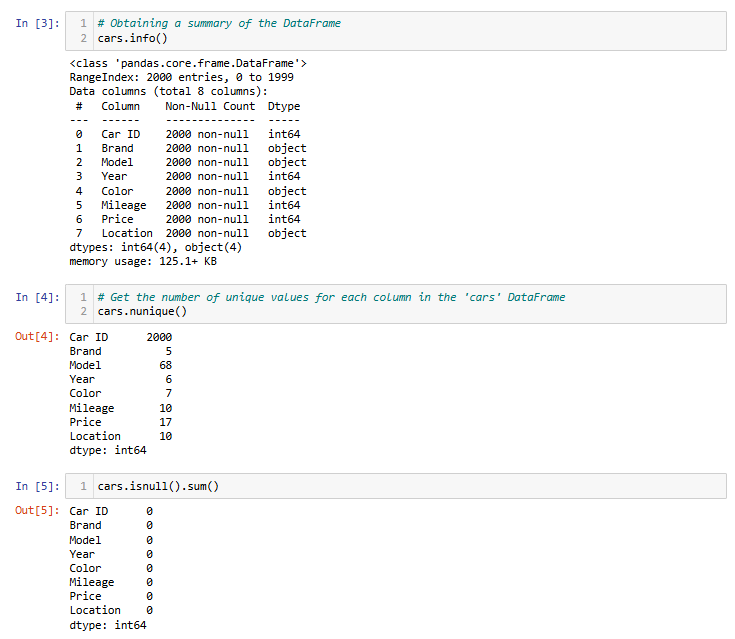 In [3]:
1 # Obtaining a summary of the DataFrame
2 cars.info()
<class 'pandas.core.frame.DataFrame'>
RangeIndex: 2000 entries, 0 to 1999
Data columns (total 8 columns):
 #   Column    Non-Null Count  Dtype
---  ------    --------------  -----
 0   Car ID    2000 non-null   int64
 1   Brand     2000 non-null   object
 2   Model     2000 non-null   object
 3   Year      2000 non-null   int64
 4   Color     2000 non-null   object
 5   Mileage   2000 non-null   int64
 6   Price     2000 non-null   int64
 7   Location  2000 non-null   object
dtypes: int64(4), object(4)
memory usage: 125.1+ KB
In [4]:
1 # Get the number of unique values for each column in the 'cars' DataFrame
2 cars.nunique()
Out[4]:
Car ID      2000
Brand          5
Model         68
Year           6
Color          7
Mileage       10
Price         17
Location      10
dtype: int64
In [5]:
1 cars.isnull().sum()
Out[5]:
Car ID      0
Brand       0
Model       0
Year        0
Color       0
Mileage     0
Price       0
Location    0
dtype: int64